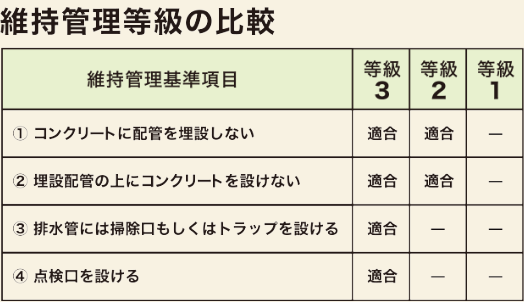 維持管理等級の比較
維持管理基準項目 等級3 等級2 等級1
① コンクリートに配管を埋設しない 適合 適合 —
② 埋設配管の上にコンクリートを設けない 適合 適合 —
③ 排水管には掃除口もしくはトラップを設ける 適合 — —
④ 点検口を設ける 適合 — —